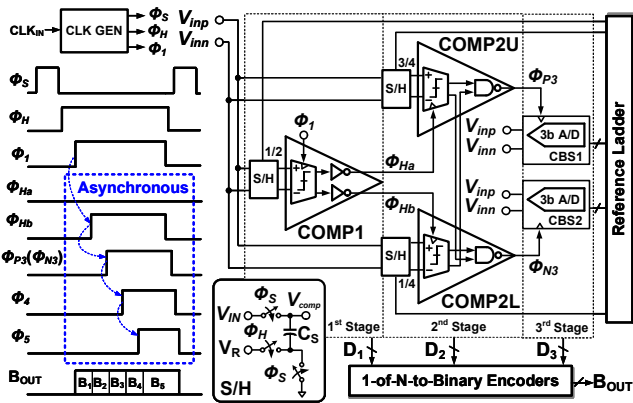 CLK_IN
CLK GEN
Φ_S
Φ_H
Φ_1
V_inp
V_inn
Φ_S
Φ_H
Φ_1
Asynchronous
Φ_Ha
Φ_Hb
Φ_P3(Φ_N3)
Φ_4
Φ_5
B_OUT
B_1 B_2 B_3 B_4 B_5
1/2
S/H
Φ_1
COMP1
Φ_Ha
Φ_Hb
3/4
S/H
COMP2U
S/H
1/4
COMP2L
Φ_P3
V_inp
V_inn
3b A/D
CBS1
V_inp
V_inn
3b A/D
CBS2
Φ_N3
Reference Ladder
Φ_S
V_IN
V_comp
Φ_H
V_R
C_S
Φ_S
S/H
1st Stage
2nd Stage
3rd Stage
D_1
D_2
D_3
1-of-N-to-Binary Encoders
B_OUT